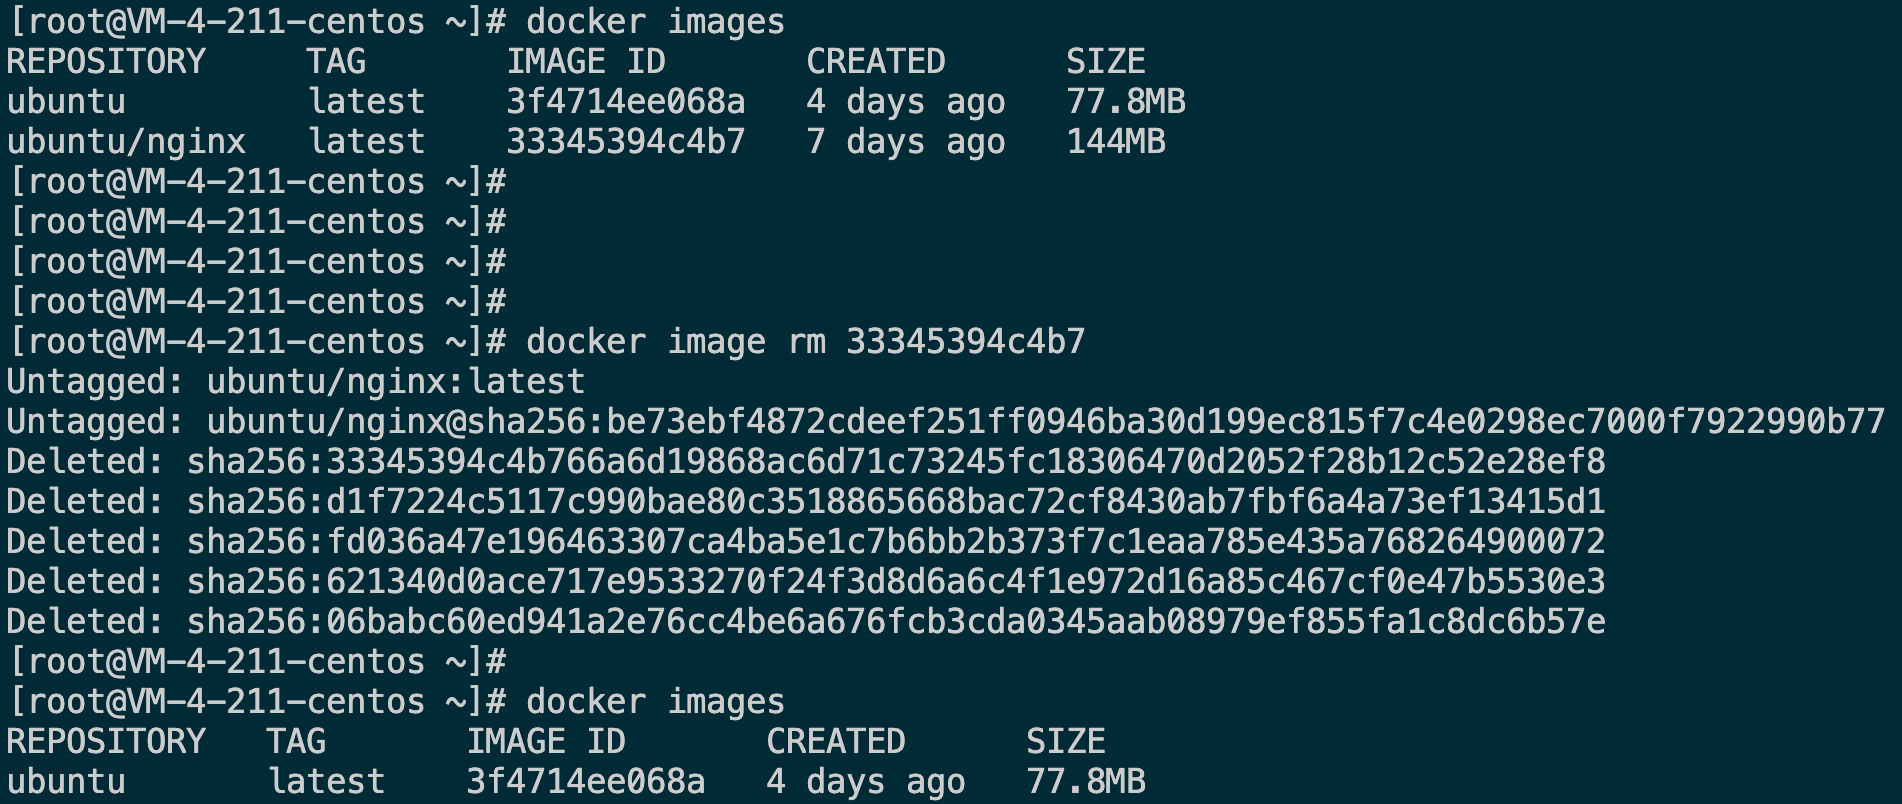 [root@VM-4-211-centos ~]# docker images
REPOSITORY     TAG       IMAGE ID       CREATED      SIZE
ubuntu         latest    3f4714ee068a   4 days ago   77.8MB
ubuntu/nginx   latest    33345394c4b7   7 days ago   144MB
[root@VM-4-211-centos ~]#
[root@VM-4-211-centos ~]#
[root@VM-4-211-centos ~]#
[root@VM-4-211-centos ~]#
[root@VM-4-211-centos ~]# docker image rm 33345394c4b7
Untagged: ubuntu/nginx:latest
Untagged: ubuntu/nginx@sha256:be73ebf4872cdeef251ff0946ba30d199ec815f7c4e0298ec7000f7922990b77
Deleted: sha256:33345394c4b766a6d19868ac6d71c73245fc18306470d2052f28b12c52e28ef8
Deleted: sha256:d1f7224c5117c990bae80c3518865668bac72cf8430ab7fbf6a4a73ef13415d1
Deleted: sha256:fd036a47e196463307ca4ba5e1c7b6bb2b373f7c1eaa785e435a768264900072
Deleted: sha256:621340d0ace717e9533270f24f3d8d6a6c4f1e972d16a85c467cf0e47b5530e3
Deleted: sha256:06babc60ed941a2e76cc4be6a676fcb3cda0345aab08979ef855fa1c8dc6b57e
[root@VM-4-211-centos ~]#
[root@VM-4-211-centos ~]# docker images
REPOSITORY   TAG       IMAGE ID       CREATED      SIZE
ubuntu       latest    3f4714ee068a   4 days ago   77.8MB